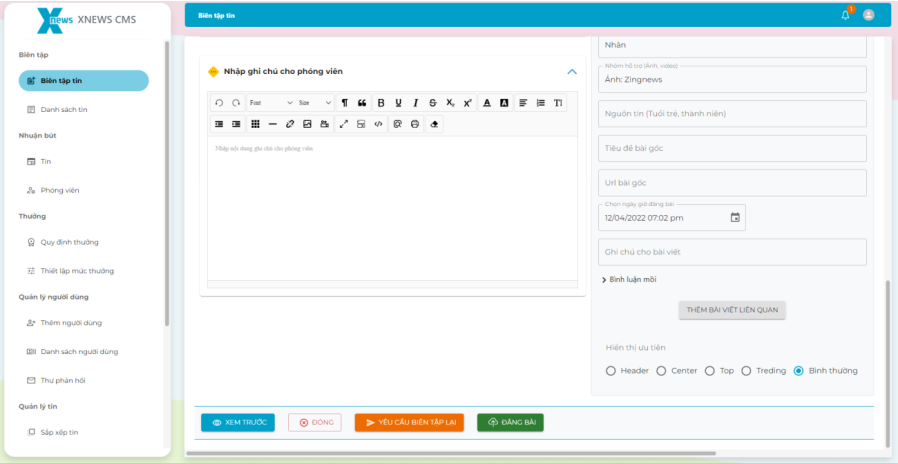 Xnews XNEWS CMS
Biên tập
Biên tập tin
Danh sách tin
Nhuận bút
Tin
Phóng viên
Thưởng
Quy định thưởng
Thiết lập mức thưởng
Quản lý người dùng
Thêm người dùng
Danh sách người dùng
Thư phản hồi
Quản lý tin
Sắp xếp tin
Biên tập tin
1
Nhập ghi chú cho phóng viên
Font
Size
Nhập nội dung ghi chú cho phóng viên
Nhân
Nhóm hỗ trợ (Ảnh, video)
Ảnh: Zingnews
Nguồn tin (Tuổi trẻ, thành niên)
Tiêu đề bài gốc
Url bài gốc
Chọn ngày giờ đăng bài
12/04/2022 07:02 pm
Ghi chú cho bài viết
Bình luận mồi
THÊM BÀI VIẾT LIÊN QUAN
Hiển thị ưu tiên
Header Center Top Treding Bình thường
XEM TRƯỚC ĐÓNG YÊU CẦU BIÊN TẬP LẠI ĐĂNG BÀI